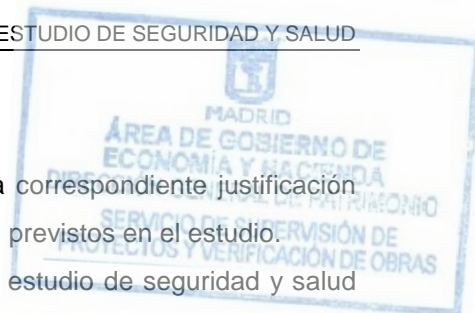 ESTUDIO DE SEGURIDAD Y SALUD
MADRID
ÁREA DE GOBIERNO DE
ECONOMÍA Y HACIENDA
correspondiente justificación
DIRECCIÓN GENERAL DE PATRIMONIO
SERVICIO DE SUPERVISIÓN DE
previstos en el estudio.
PROYECTOS Y VERIFICACIÓN DE OBRAS
estudio de seguridad y salud